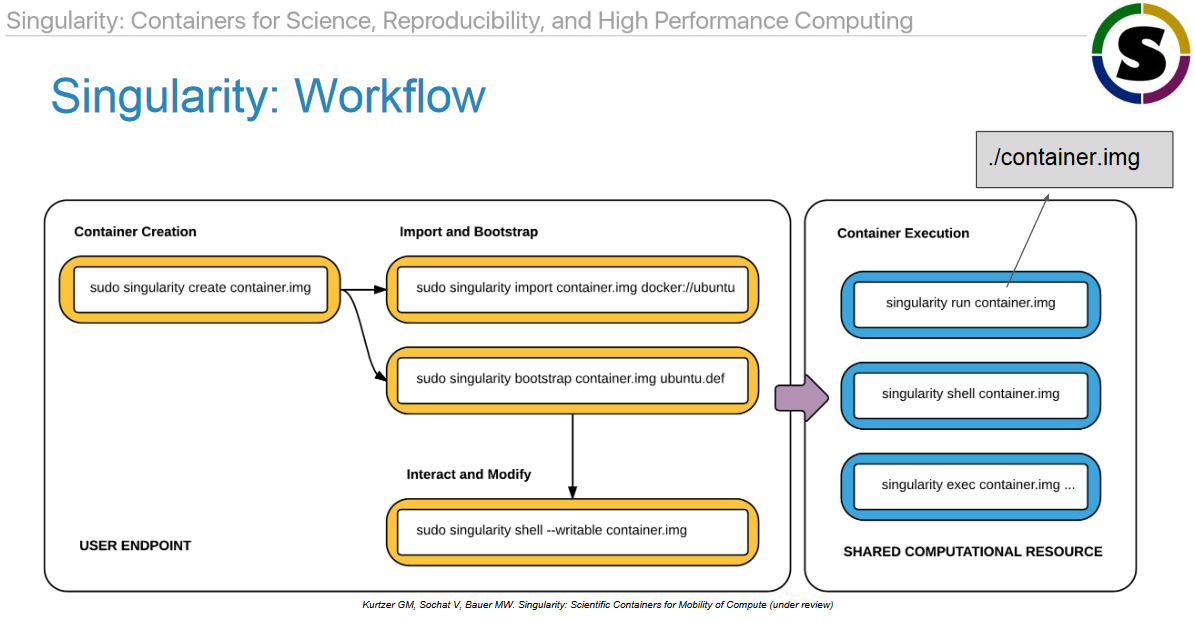 Singularity: Containers for Science, Reproducibility, and High Performance Computing
S
Singularity: Workflow
./container.img
Container Creation
sudo singularity create container.img
Import and Bootstrap
sudo singularity import container.img docker://ubuntu
sudo singularity bootstrap container.img ubuntu.def
Interact and Modify
sudo singularity shell --writable container.img
USER ENDPOINT
Container Execution
singularity run container.img
singularity shell container.img
singularity exec container.img ...
SHARED COMPUTATIONAL RESOURCE
Kurtzer GM, Sochat V, Bauer MW. Singularity: Scientific Containers for Mobility of Compute (under review)